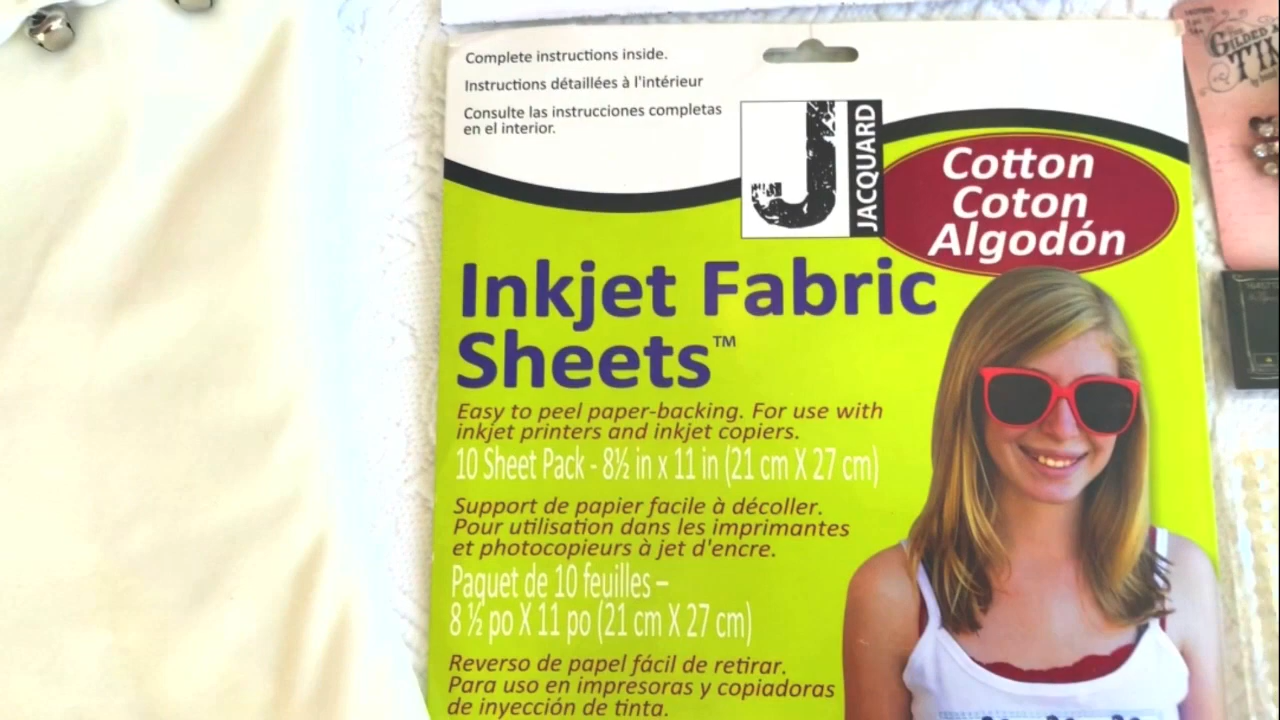 Complete instructions inside.
Instructions détaillées à l'intérieur
Consulte las instrucciones completas
en el interior.
J
JACQUARD
Cotton
Coton
Algodón
Inkjet Fabric
Sheets™
Easy to peel paper-backing. For use with
inkjet printers and inkjet copiers.
10 Sheet Pack - 8½ in x 11 in (21 cm X 27 cm)
Support de papier facile à décoller.
Pour utilisation dans les imprimantes
et photocopieurs à jet d'encre.
Paquet de 10 feuilles –
8 ½ po X 11 po (21 cm X 27 cm)
Reverso de papel fácil de retirar.
Para uso en impresoras y copiadoras
de inyección de tinta.